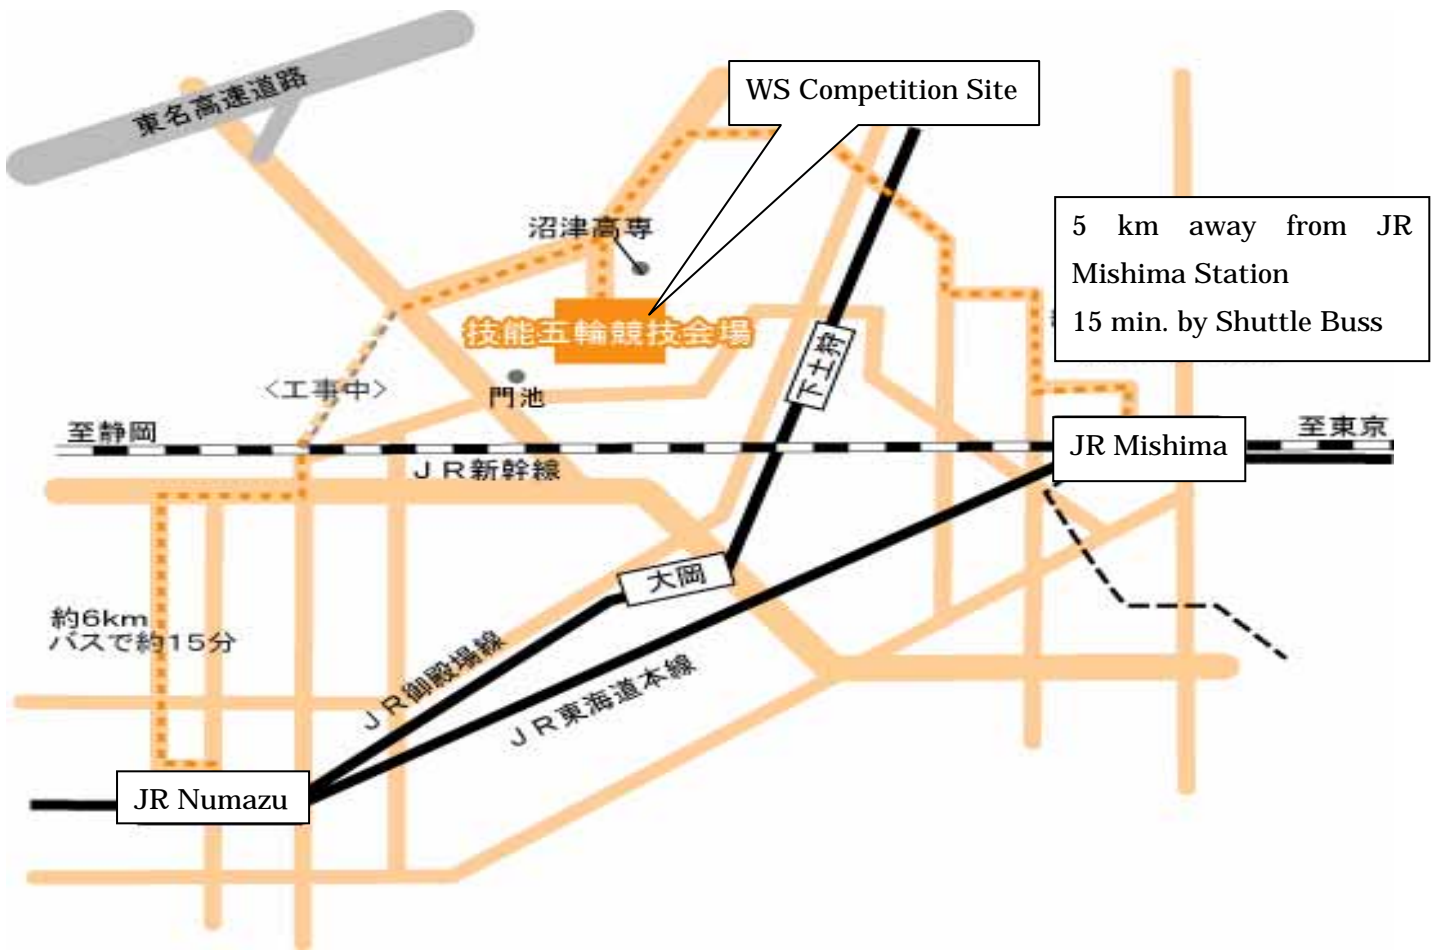 東名高速道路
WS Competition Site
沼津高専
5 km away from JR
Mishima Station
15 min. by Shuttle Buss
技能五輪競技会場
下土狩
<工事中>
門池
至静岡
至東京
JR Mishima
ＪＲ新幹線
大岡
約6km
バスで約15分
ＪＲ御殿場線
ＪＲ東海道本線
JR Numazu